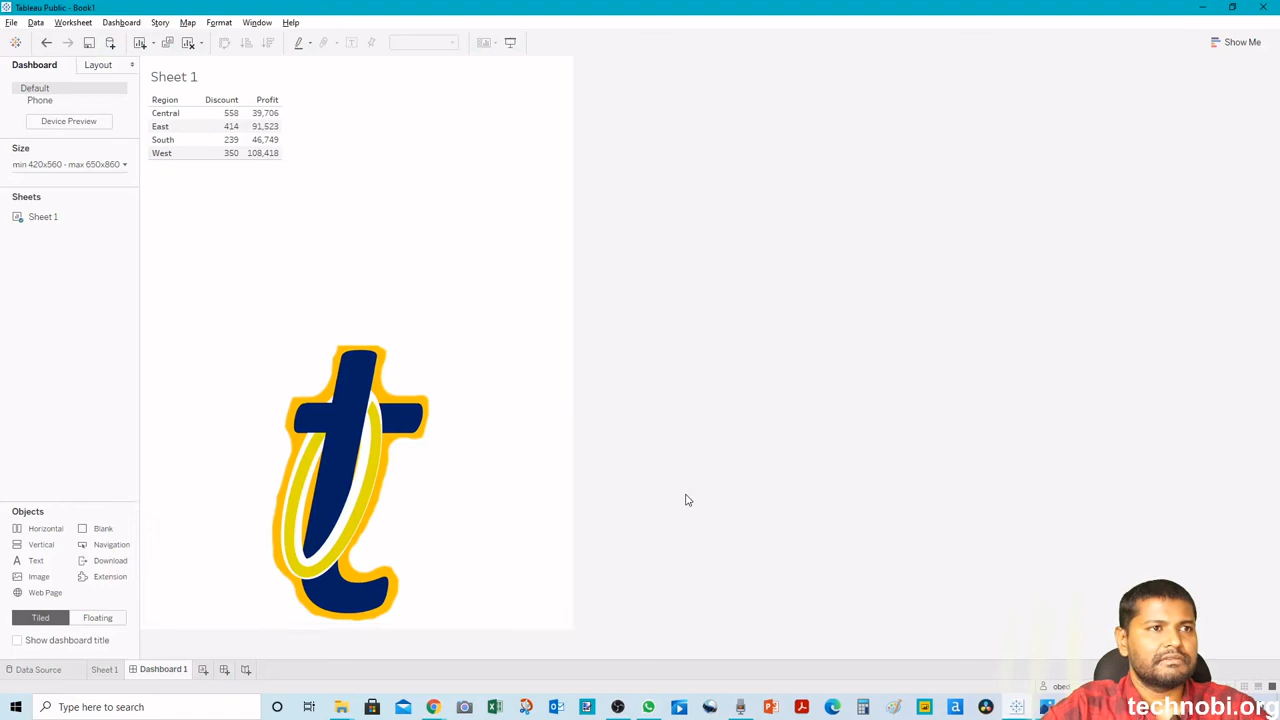 Tableau Public - Book1
File Data Worksheet Dashboard Story Map Format Window Help
Show Me
Dashboard Layout
Default
Phone
Device Preview
Size
min 420x560 - max 650x860
Sheets
Sheet 1
Sheet 1
Region Discount Profit
Central 558 39,706
East 414 91,523
South 239 46,749
West 350 108,418
t
Objects
Horizontal Blank
Vertical Navigation
Text Download
Image Extension
Web Page
Tiled Floating
Show dashboard title
Data Source Sheet 1 Dashboard 1
obed
technobi.org
Type here to search